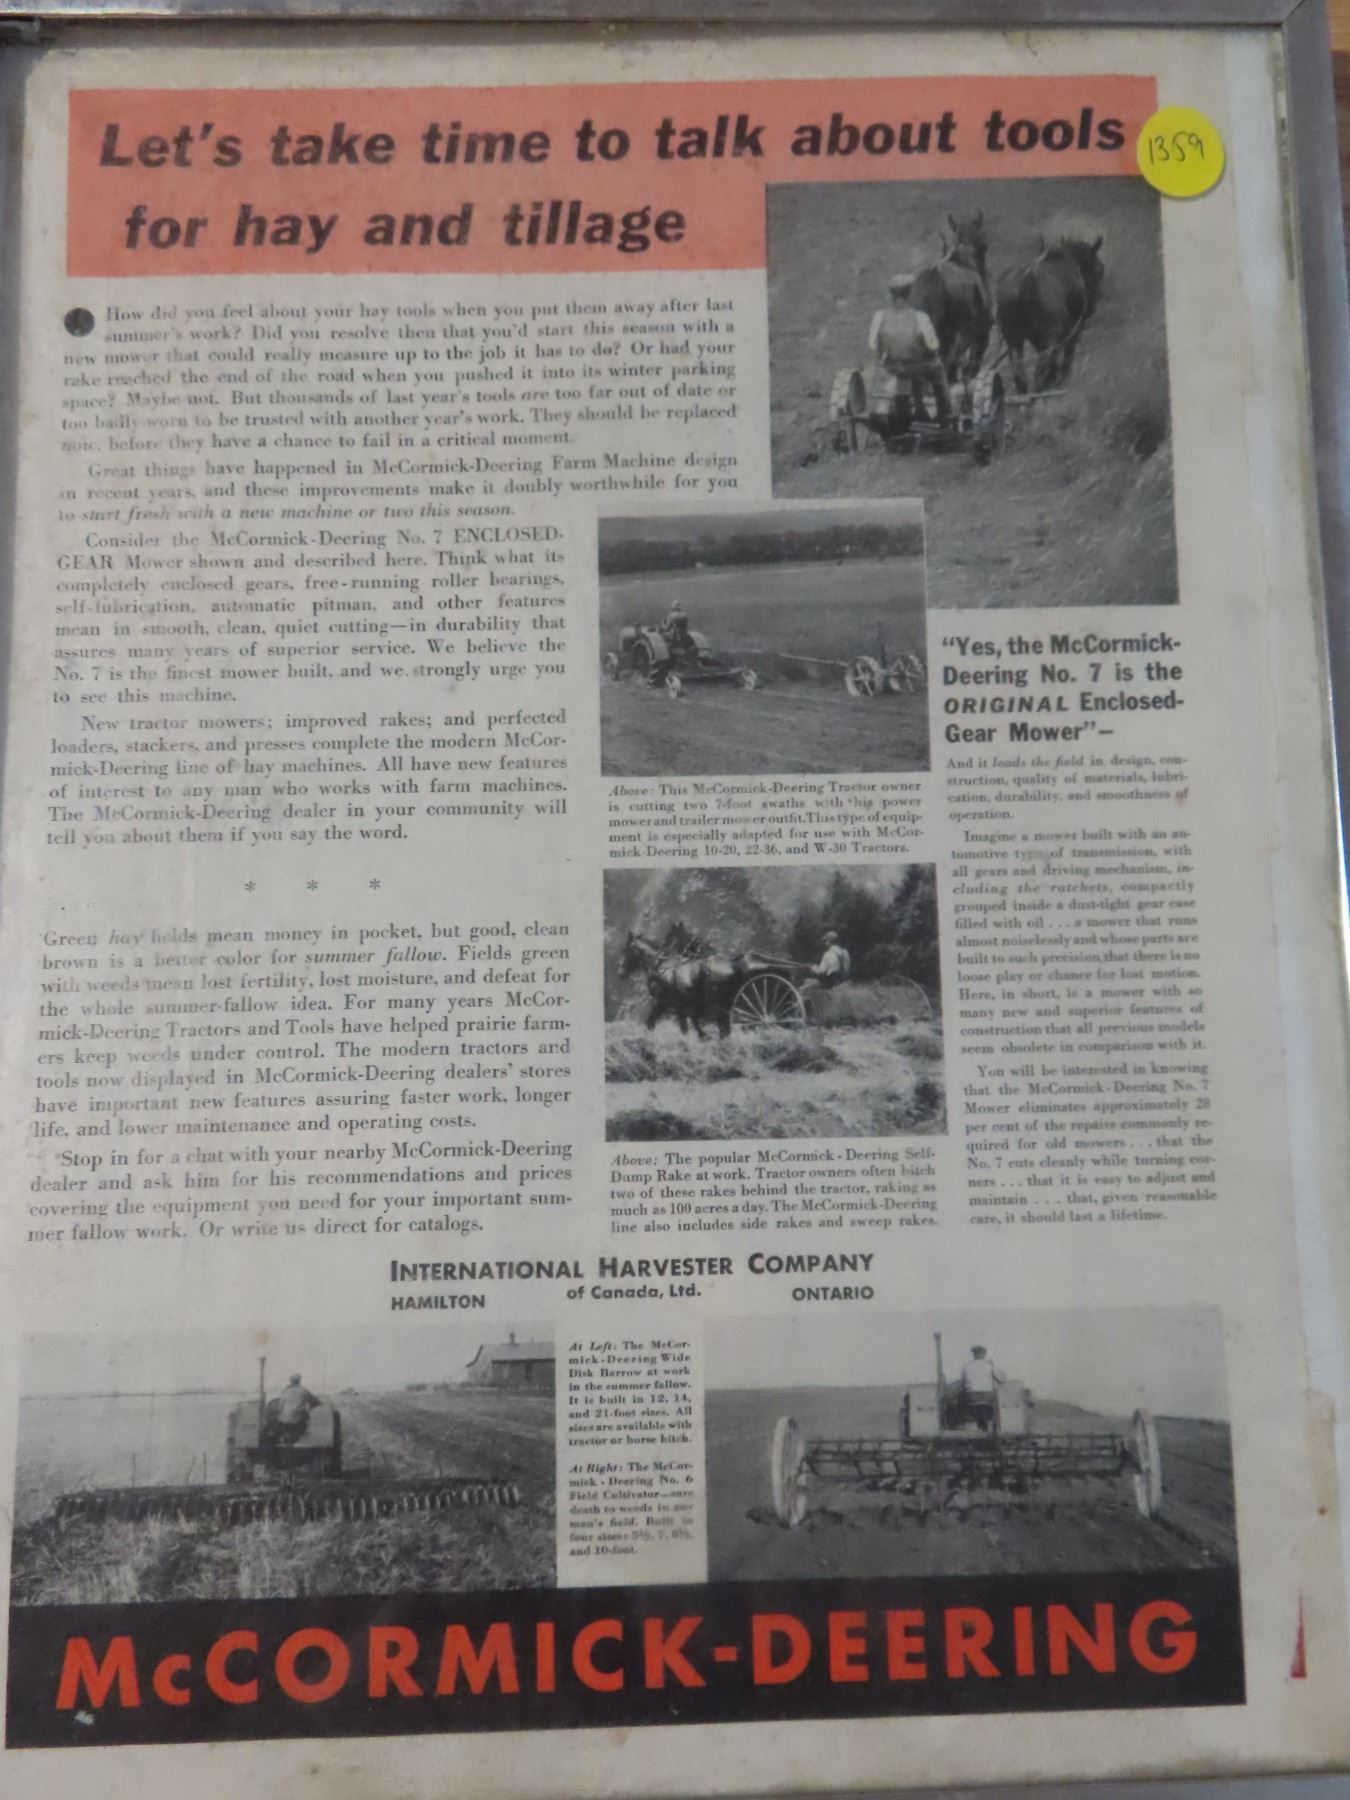 Let's take time to talk about tools
for hay and tillage
1359
How did you feel about your hay tools when you put them away after last
summer's work? Did you resolve then that you'd start this season with a
new mower that could really measure up to the job it has to do? Or had your
rake reached the end of the road when you pushed it into its winter parking
space? Maybe not. But thousands of last year's tools are too far out of date or
too badly worn to be trusted with another year's work. They should be replaced
now, before they have a chance to fail in a critical moment.
Great things have happened in McCormick-Deering Farm Machine design
in recent years, and these improvements make it doubly worthwhile for you
to start fresh with a new machine or two this season.
Consider the McCormick-Deering No. 7 ENCLOSED-
GEAR Mower shown and described here. Think what its
completely enclosed gears, free-running roller bearings,
self-lubrication, automatic pitman, and other features
mean in smooth, clean, quiet cutting—in durability that
assures many years of superior service. We believe the
No. 7 is the finest mower built, and we strongly urge you
to see this machine.
New tractor mowers; improved rakes; and perfected
loaders, stackers, and presses complete the modern McCor-
mick-Deering line of hay machines. All have new features
of interest to any man who works with farm machines.
The McCormick-Deering dealer in your community will
tell you about them if you say the word.
* * *
Green hay fields mean money in pocket, but good, clean
brown is a better color for summer fallow. Fields green
with weeds mean lost fertility, lost moisture, and defeat for
the whole summer-fallow idea. For many years McCor-
mick-Deering Tractors and Tools have helped prairie farm-
ers keep weeds under control. The modern tractors and
tools now displayed in McCormick-Deering dealers' stores
have important new features assuring faster work, longer
life, and lower maintenance and operating costs.
Stop in for a chat with your nearby McCormick-Deering
dealer and ask him for his recommendations and prices
covering the equipment you need for your important sum-
mer fallow work. Or write us direct for catalogs.
Above: This McCormick-Deering Tractor owner
is cutting two 7-foot swaths with his power
mower and trailer mower outfit. This type of equip-
ment is especially adapted for use with McCor-
mick-Deering 10-20, 22-36, and W-30 Tractors.
Above: The popular McCormick-Deering Self-
Dump Rake at work. Tractor owners often hitch
two of these rakes behind the tractor, raking as
much as 100 acres a day. The McCormick-Deering
line also includes side rakes and sweep rakes.
"Yes, the McCormick-
Deering No. 7 is the
ORIGINAL Enclosed-
Gear Mower"—
And it leads the field in design, con-
struction, quality of materials, lubri-
cation, durability, and smoothness of
operation.
Imagine a mower built with an au-
tomotive type of transmission, with
all gears and driving mechanism, in-
cluding the ratchets, compactly
grouped inside a dust-tight gear case
filled with oil . . . a mower that runs
almost noiselessly and whose parts are
built to such precision that there is no
loose play or chance for lost motion.
Here, in short, is a mower with so
many new and superior features of
construction that all previous models
seem obsolete in comparison with it.
You will be interested in knowing
that the McCormick-Deering No. 7
Mower eliminates approximately 28
per cent of the repairs commonly re-
quired for old mowers . . . that the
No. 7 cuts cleanly while turning cor-
ners . . . that it is easy to adjust and
maintain . . . that, given reasonable
care, it should last a lifetime.
INTERNATIONAL HARVESTER COMPANY
HAMILTON of Canada, Ltd. ONTARIO
At Left: The McCor-
mick-Deering Wide
Disk Harrow at work
in the summer fallow.
It is built in 12, 14,
and 21-foot sizes. All
sizes are available with
tractor or horse hitch.
At Right: The McCor-
mick-Deering No. 6
Field Cultivator—sure
death to weeds in any
man's field. Built in
four sizes: 5½, 7, 8½,
and 10-foot.
McCORMICK-DEERING